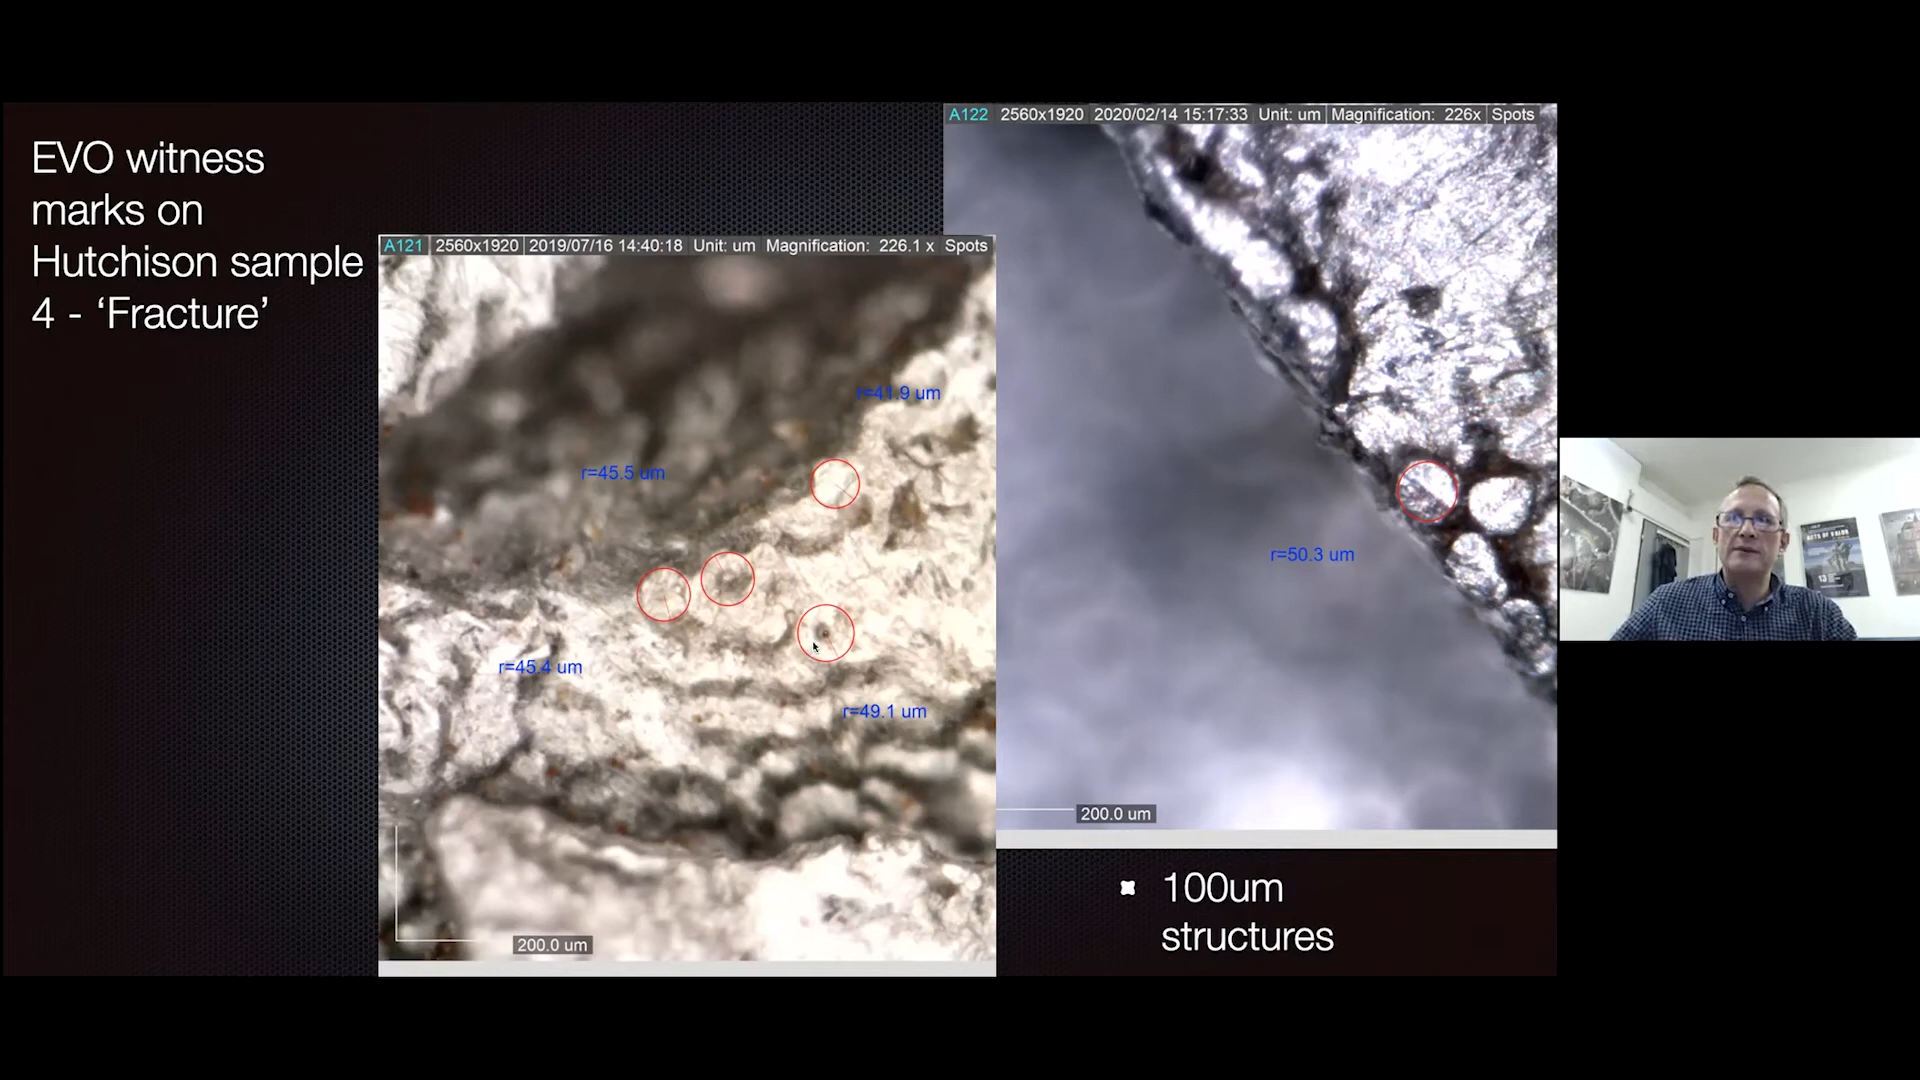 EVO witness
marks on
Hutchison sample
4 - ‘Fracture’
A121 2560x1920 2019/07/16 14:40:18 Unit: um Magnification: 226.1 x Spots
r=41.9 um
r=45.5 um
r=45.4 um
r=49.1 um
200.0 um
A122 2560x1920 2020/02/14 15:17:33 Unit: um Magnification: 226x Spots
r=50.3 um
200.0 um
100um
structures